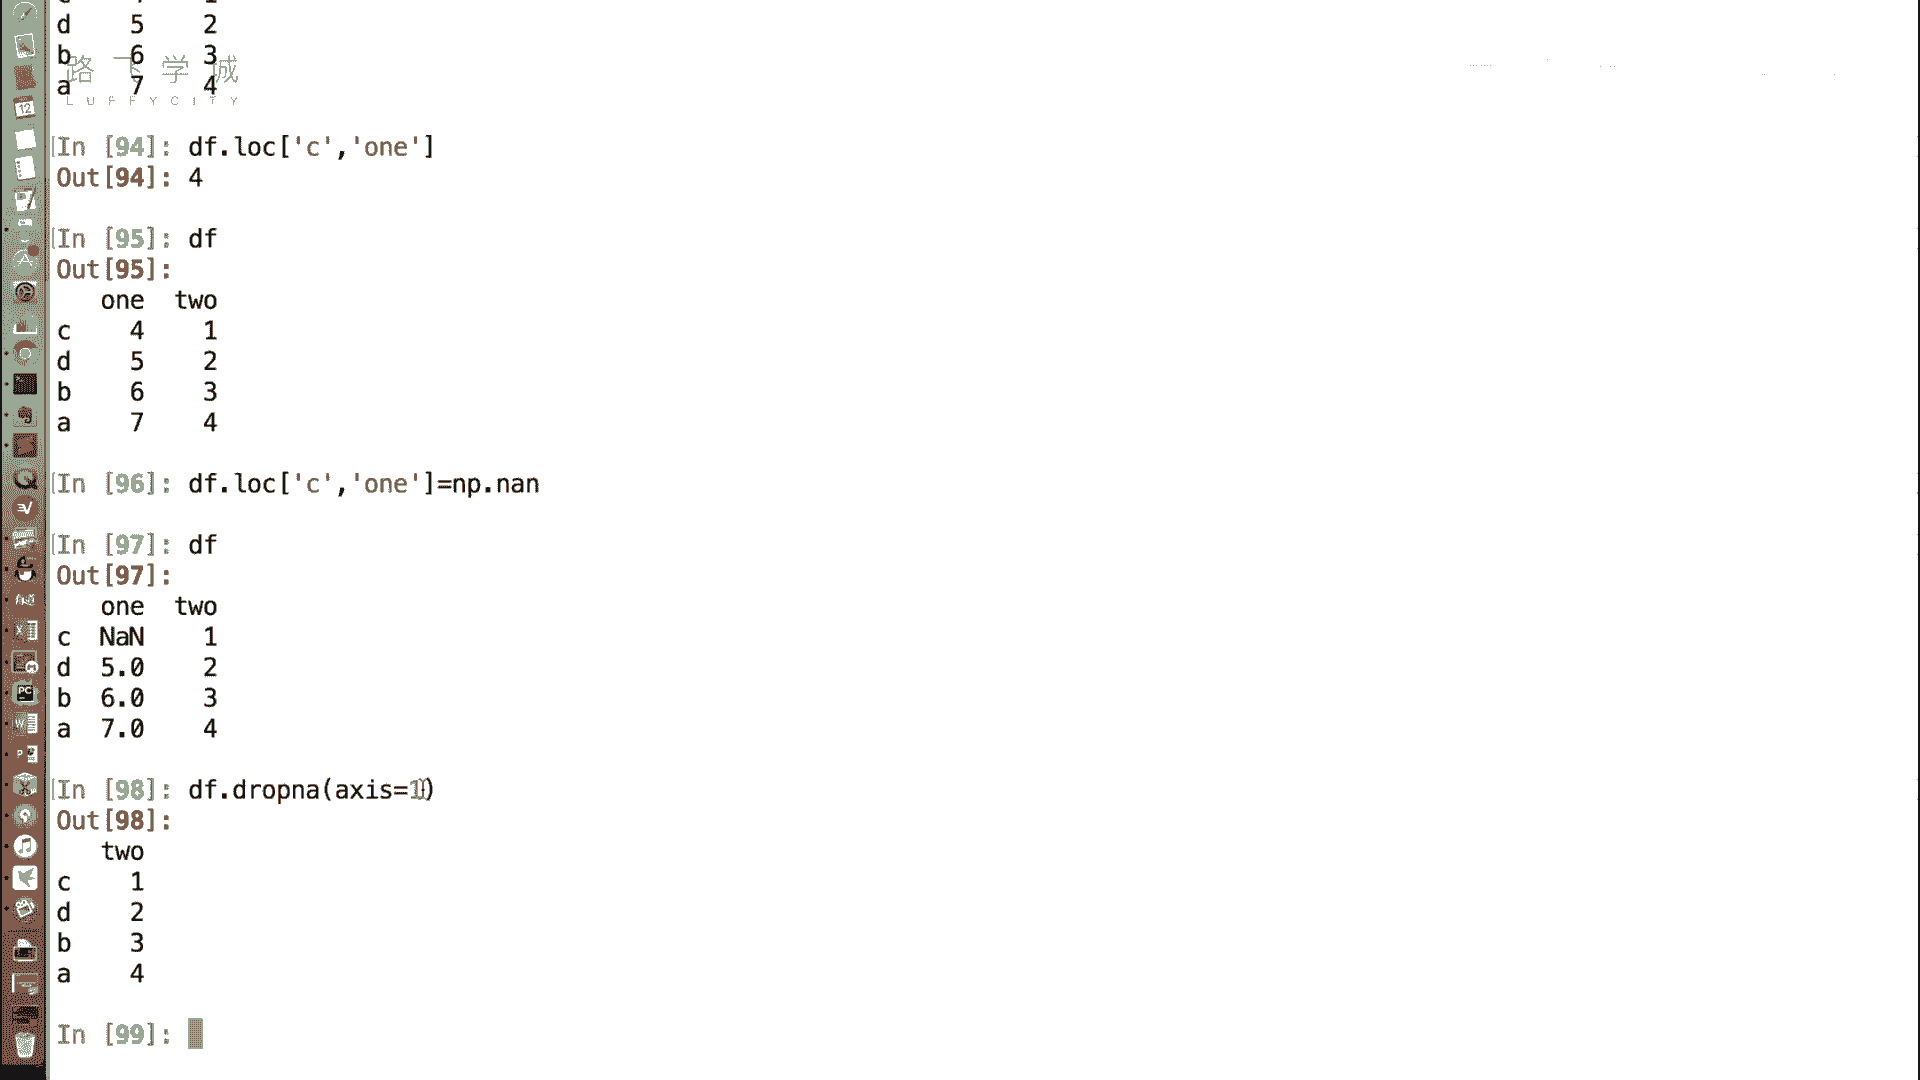 d    5    2
b    6    3
a    7    4
路飞学城
LUFFYCITY
In [94]: df.loc['c','one']
Out[94]: 4
In [95]: df
Out[95]:
   one  two
c    4    1
d    5    2
b    6    3
a    7    4
In [96]: df.loc['c','one']=np.nan
In [97]: df
Out[97]:
   one  two
c  NaN    1
d  5.0    2
b  6.0    3
a  7.0    4
In [98]: df.dropna(axis=1)
Out[98]:
   two
c    1
d    2
b    3
a    4
In [99]: